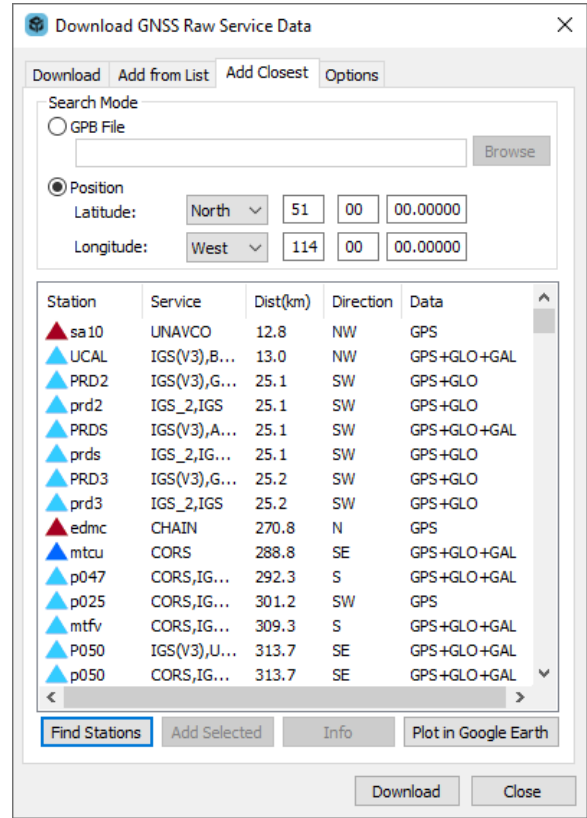 Download GNSS Raw Service Data
Download Add from List Add Closest Options
Search Mode
GPB File
Browse
Position
Latitude: North 51 00 00.00000
Longitude: West 114 00 00.00000
Station Service Dist(km) Direction Data
sa10 UNAVCO 12.8 NW GPS
UCAL IGS(V3),B... 13.0 NW GPS+GLO+GAL
PRD2 IGS(V3),G... 25.1 SW GPS+GLO
prd2 IGS_2,IGS 25.1 SW GPS+GLO
PRDS IGS(V3),A... 25.1 SW GPS+GLO+GAL
prds IGS_2,IG... 25.1 SW GPS+GLO
PRD3 IGS(V3),G... 25.2 SW GPS+GLO
prd3 IGS_2,IGS 25.2 SW GPS+GLO
edmc CHAIN 270.8 N GPS
mtcu CORS 288.8 SE GPS+GLO+GAL
p047 CORS,IG... 292.3 S GPS+GLO+GAL
p025 CORS,IG... 301.2 SW GPS
mtfv CORS,IG... 309.3 S GPS+GLO+GAL
P050 IGS(V3),U... 313.7 SE GPS+GLO+GAL
p050 CORS,IG... 313.7 SE GPS+GLO+GAL
Find Stations Add Selected Info Plot in Google Earth
Download Close